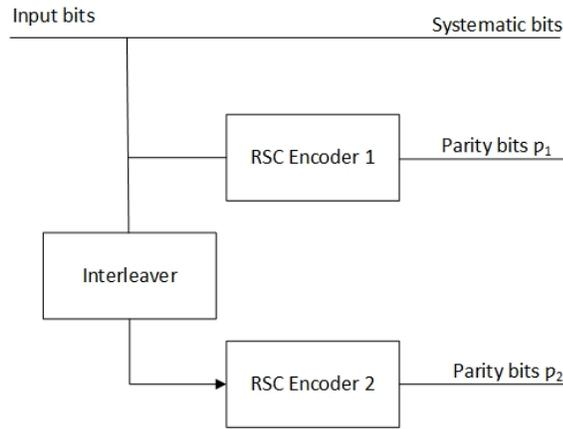 Input bits
Systematic bits
RSC Encoder 1
Parity bits p₁
Interleaver
RSC Encoder 2
Parity bits p₂